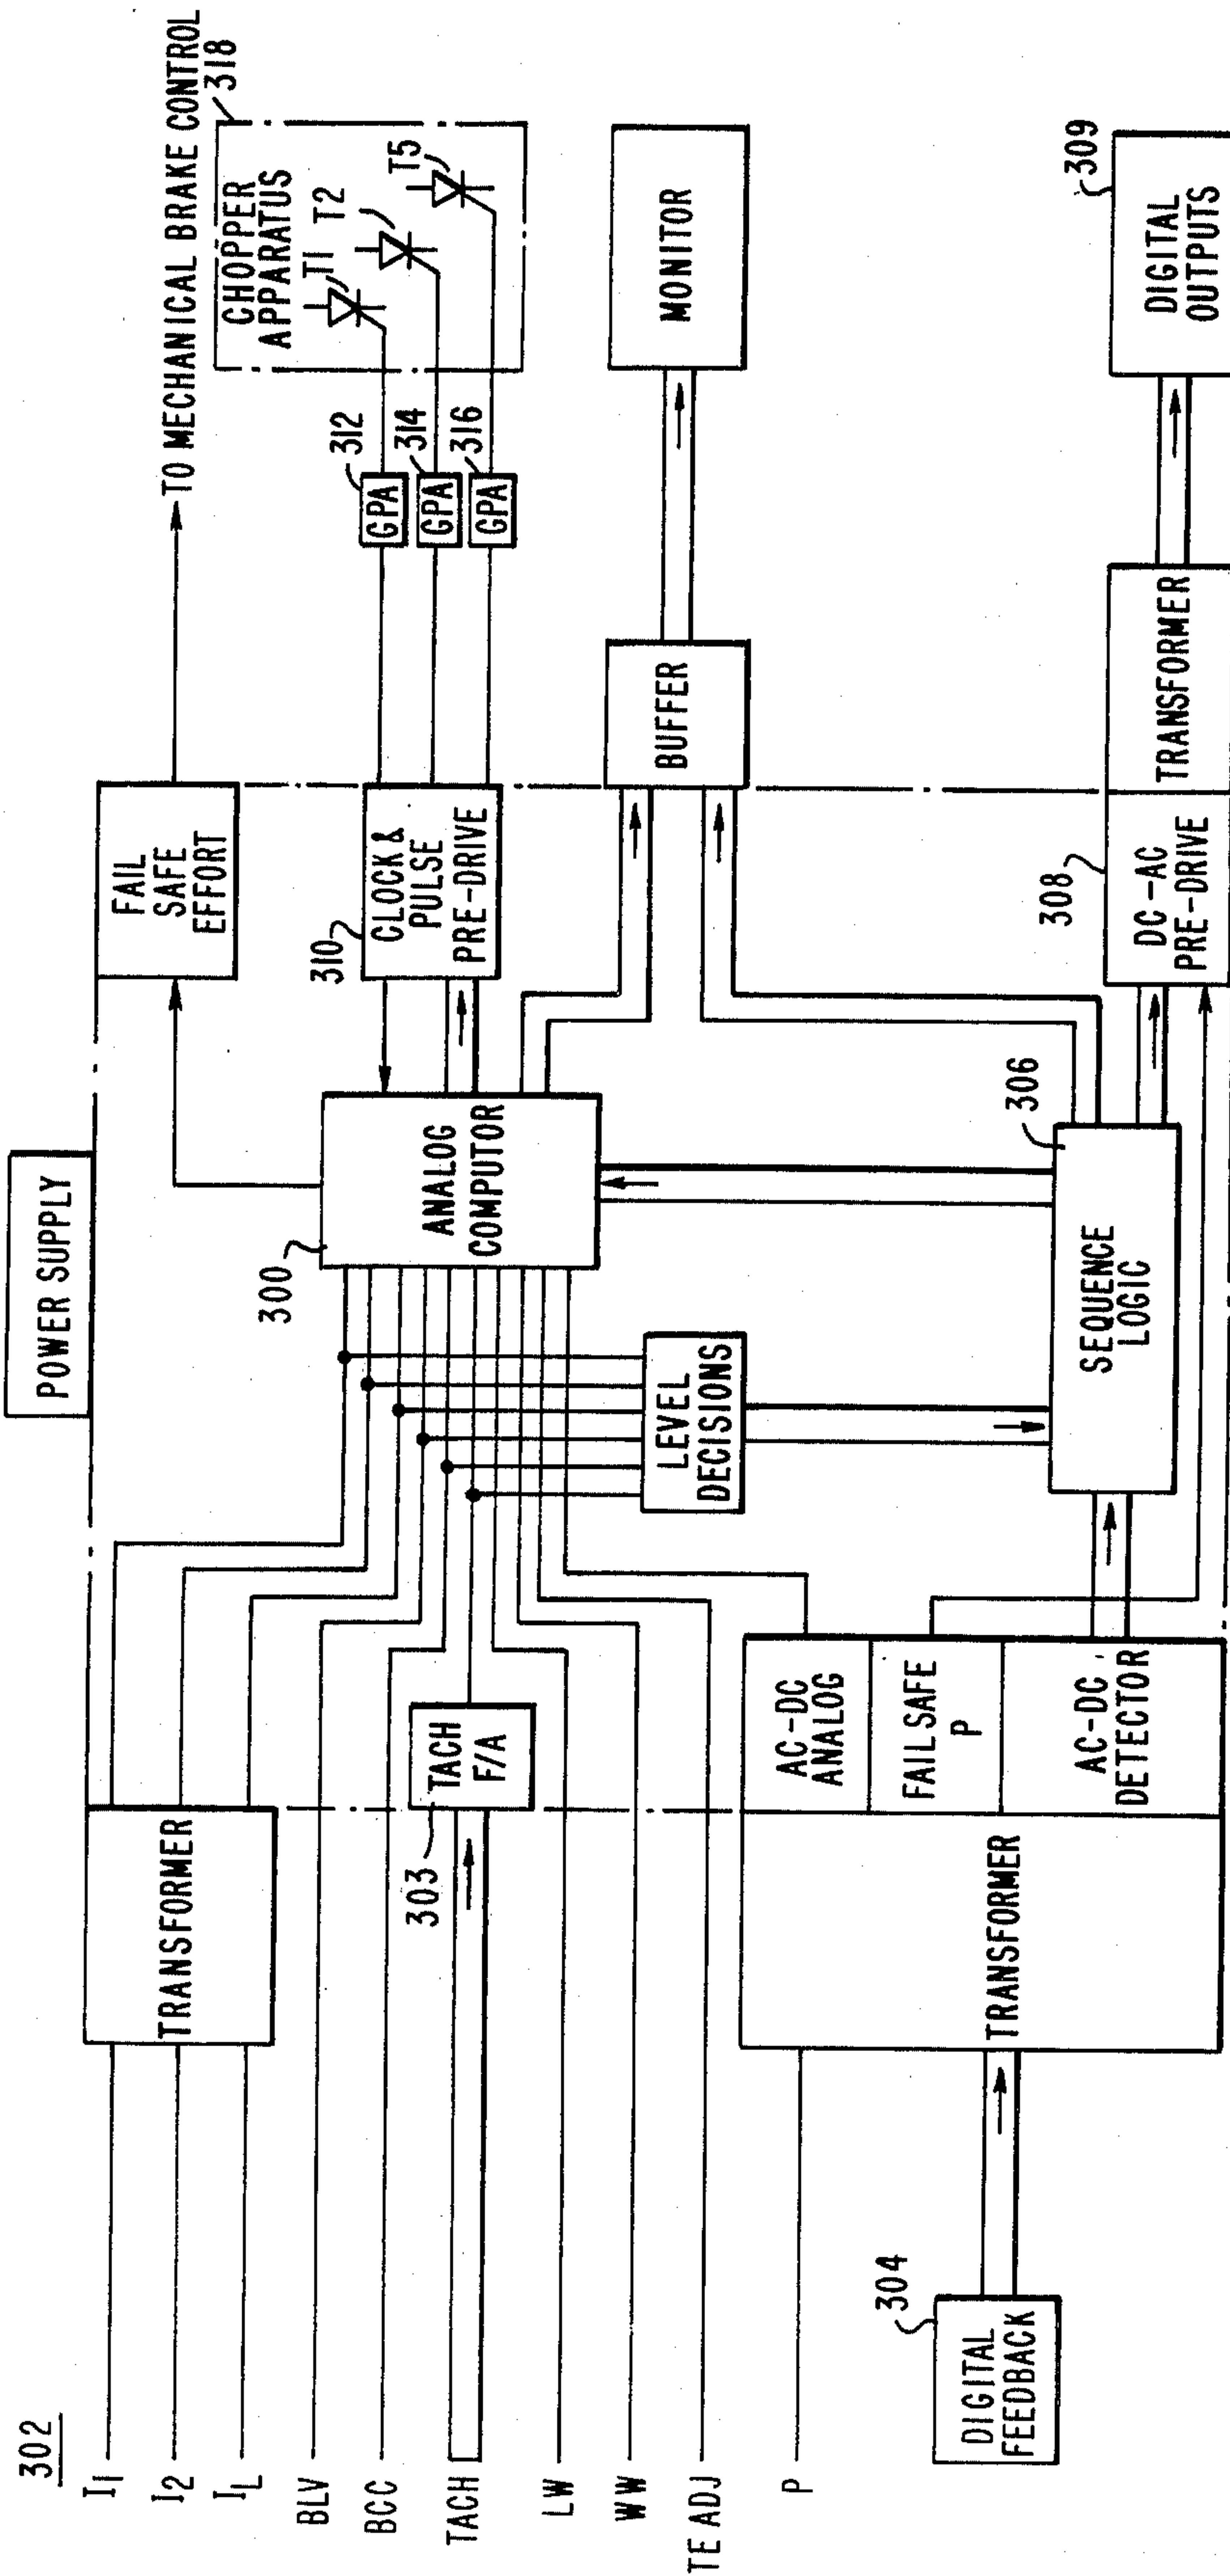 302
I1
I2
IL
BLV
BCC
TACH
LW
WW
TE ADJ
P
304
DIGITAL
FEEDBACK
TRANSFORMER
303
TACH
F/A
TRANSFORMER
AC-DC
ANALOG
FAILSAFE
P
AC-DC
DETECTOR
POWER SUPPLY
300
ANALOG
COMPUTOR
LEVEL
DECISIONS
306
SEQUENCE
LOGIC
FAIL
SAFE
EFFORT
310
CLOCK &
PULSE
PRE-DRIVE
308
DC-AC
PRE-DRIVE
TRANSFORMER
BUFFER
TO MECHANICAL BRAKE CONTROL
312
GPA
314
GPA
316
GPA
318
CHOPPER
APPARATUS
T1
T2
T5
MONITOR
309
DIGITAL
OUTPUTS